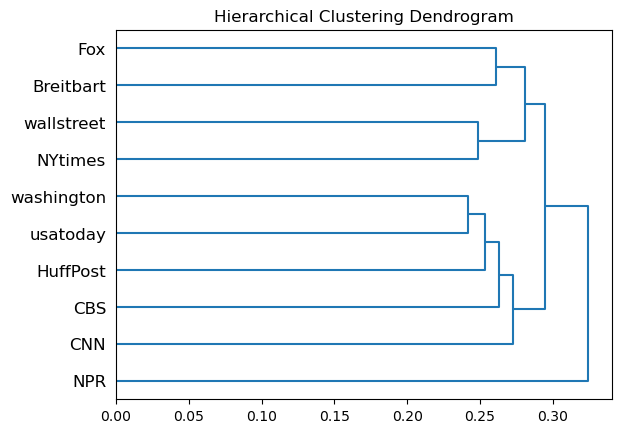 Hierarchical Clustering Dendrogram
Fox
Breitbart
wallstreet
NYtimes
washington
usatoday
HuffPost
CBS
CNN
NPR
0.00 0.05 0.10 0.15 0.20 0.25 0.30